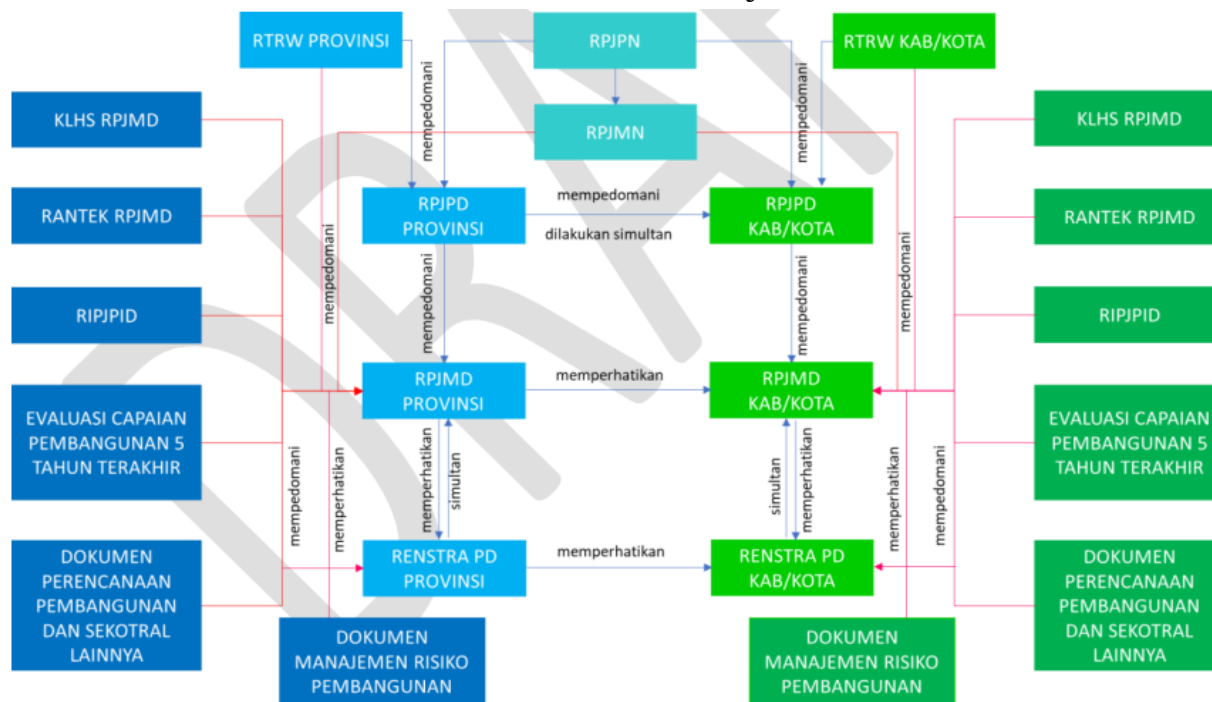 RTRW PROVINSI
RPJPN
RTRW KAB/KOTA
KLHS RPJMD
mempedomani
RPJMN
mempedomani
KLHS RPJMD
RANTEK RPJMD
RPJPD
PROVINSI
mempedomani
dilakukan simultan
RPJPD
KAB/KOTA
RANTEK RPJMD
mempedomani
mempedomani
mempedomani
mempedomani
RIPJPID
RIPJPID
RPJMD
PROVINSI
memperhatikan
RPJMD
KAB/KOTA
EVALUASI CAPAIAN
PEMBANGUNAN 5
TAHUN TERAKHIR
mempedomani
memperhatikan
memperhatikan
simultan
simultan
memperhatikan
memperhatikan
mempedomani
EVALUASI CAPAIAN
PEMBANGUNAN 5
TAHUN TERAKHIR
DOKUMEN
PERENCANAAN
PEMBANGUNAN
DAN SEKOTRAL
LAINNYA
RENSTRA PD
PROVINSI
memperhatikan
RENSTRA PD
KAB/KOTA
DOKUMEN
PERENCANAAN
PEMBANGUNAN
DAN SEKOTRAL
LAINNYA
DOKUMEN
MANAJEMEN RISIKO
PEMBANGUNAN
DOKUMEN
MANAJEMEN RISIKO
PEMBANGUNAN